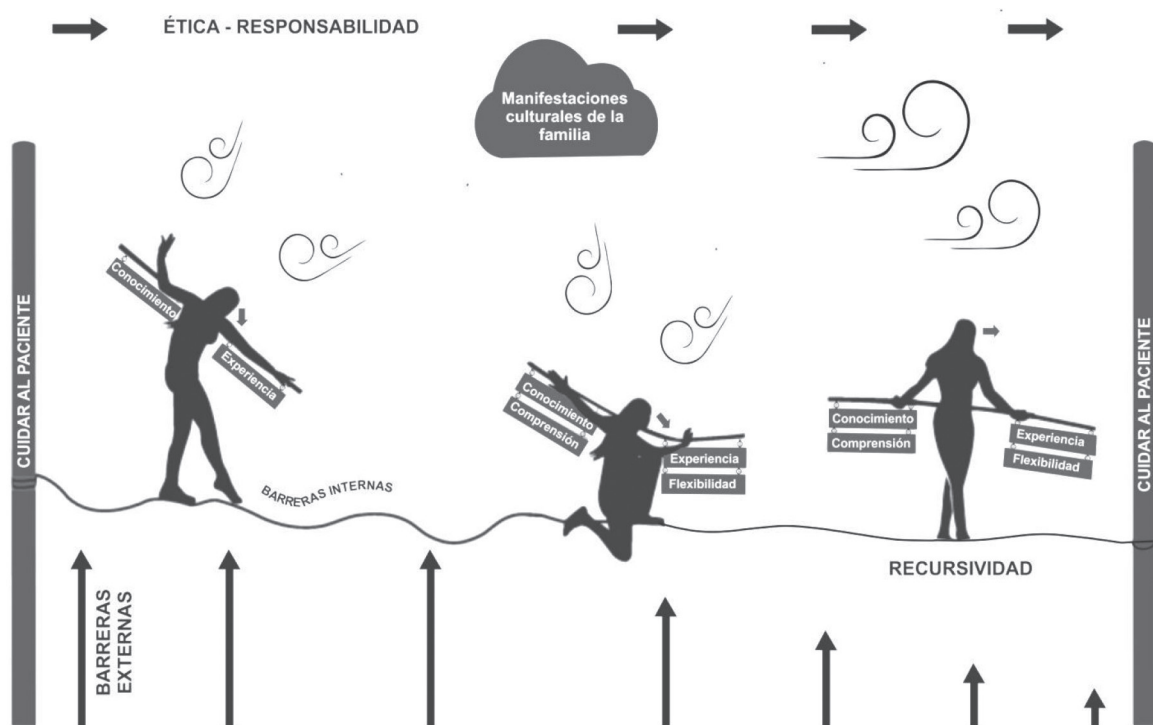 ÉTICA - RESPONSABILIDAD
Manifestaciones
culturales de la
familia
CUIDAR AL PACIENTE
Conocimiento
Experiencia
BARRERAS INTERNAS
Conocimiento
Comprensión
Experiencia
Flexibilidad
Conocimiento
Comprensión
Experiencia
Flexibilidad
CUIDAR AL PACIENTE
RECURSIVIDAD
BARRERAS
EXTERNAS